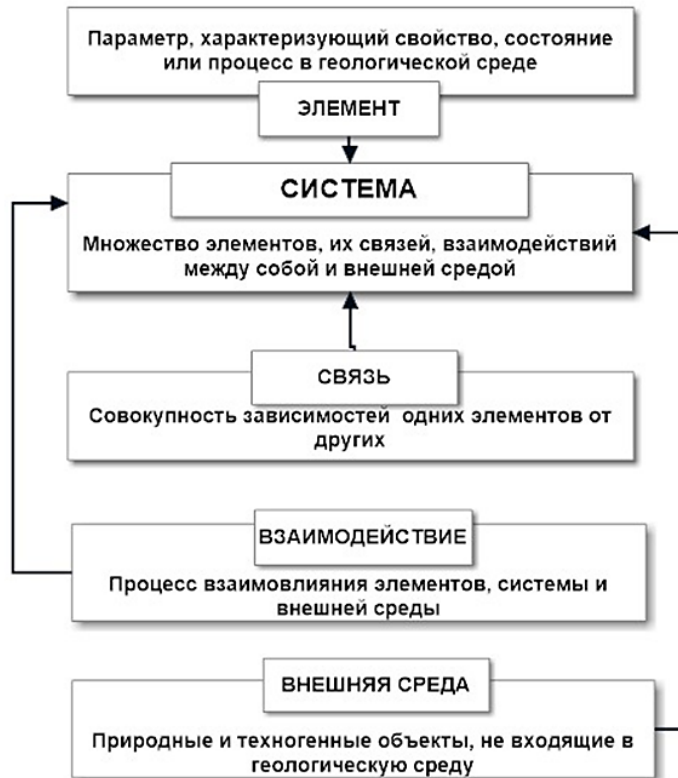 Параметр, характеризующий свойство, состояние
или процесс в геологической среде
ЭЛЕМЕНТ
СИСТЕМА
Множество элементов, их связей, взаимодействий
между собой и внешней средой
СВЯЗЬ
Совокупность зависимостей одних элементов от
других
ВЗАИМОДЕЙСТВИЕ
Процесс взаимовлияния элементов, системы и
внешней среды
ВНЕШНЯЯ СРЕДА
Природные и техногенные объекты, не входящие в
геологическую среду